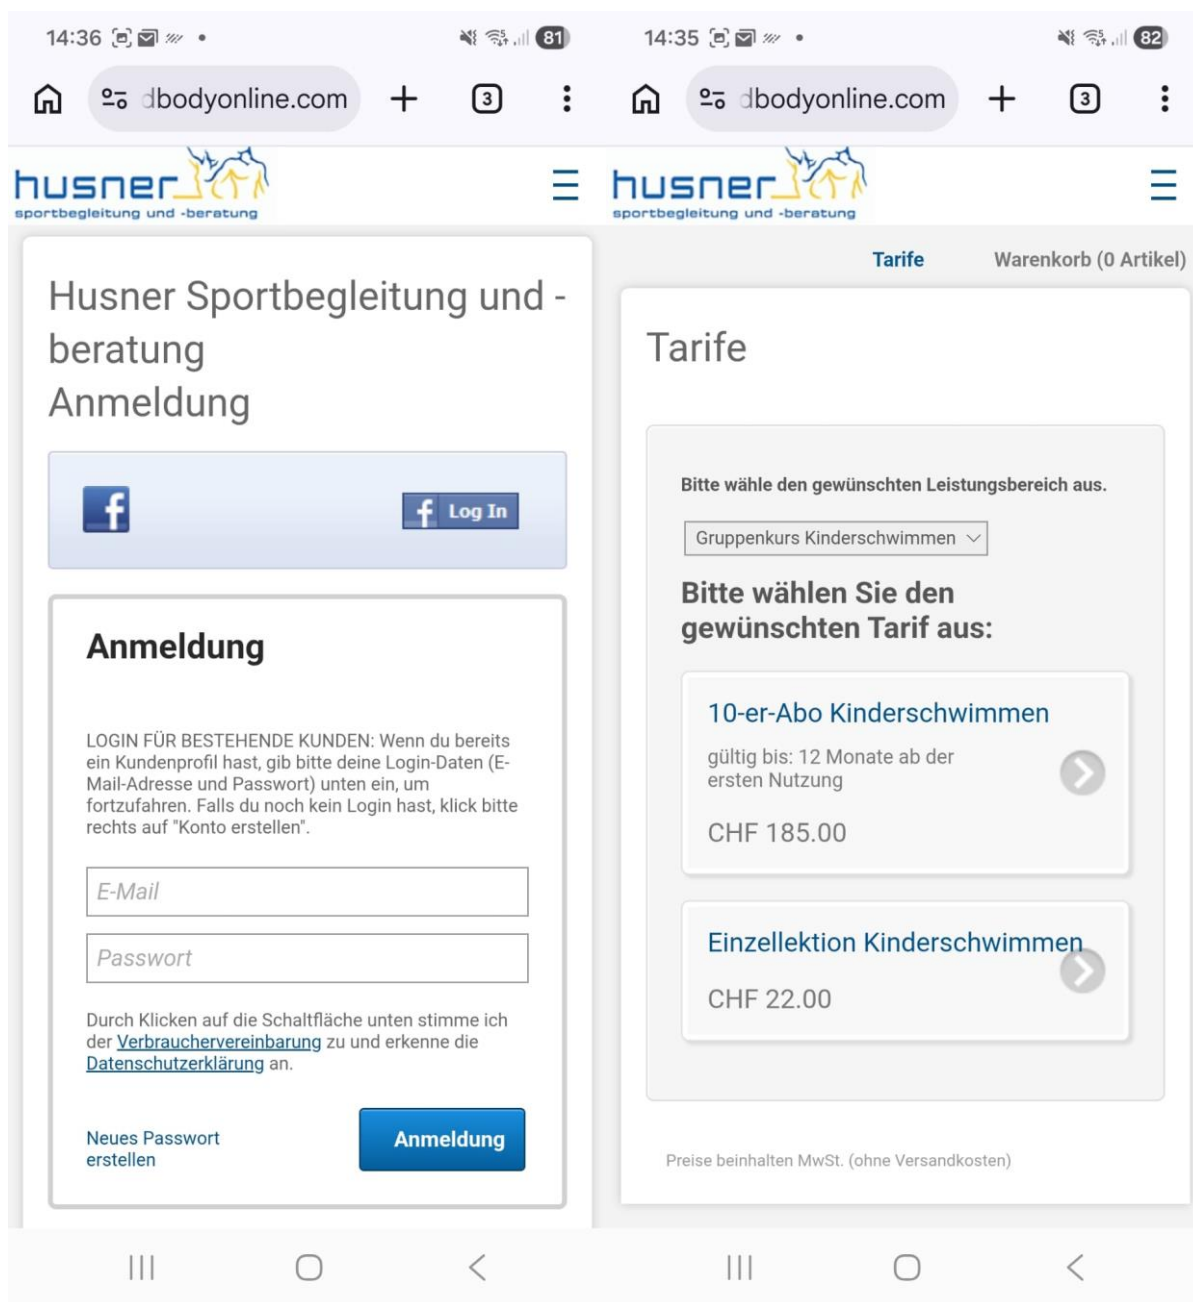 14:36
81
dbodyonline.com
3
husner
sportbegleitung und -beratung
Husner Sportbegleitung und -
beratung
Anmeldung
f
f Log In
Anmeldung
LOGIN FÜR BESTEHENDE KUNDEN: Wenn du bereits
ein Kundenprofil hast, gib bitte deine Login-Daten (E-
Mail-Adresse und Passwort) unten ein, um
fortzufahren. Falls du noch kein Login hast, klick bitte
rechts auf "Konto erstellen".
E-Mail
Passwort
Durch Klicken auf die Schaltfläche unten stimme ich
der Verbrauchervereinbarung zu und erkenne die
Datenschutzerklärung an.
Neues Passwort
erstellen
Anmeldung
14:35
82
dbodyonline.com
3
husner
sportbegleitung und -beratung
Tarife
Warenkorb (0 Artikel)
Tarife
Bitte wähle den gewünschten Leistungsbereich aus.
Gruppenkurs Kinderschwimmen
Bitte wählen Sie den
gewünschten Tarif aus:
10-er-Abo Kinderschwimmen
gültig bis: 12 Monate ab der
ersten Nutzung
CHF 185.00
Einzellektion Kinderschwimmen
CHF 22.00
Preise beinhalten MwSt. (ohne Versandkosten)